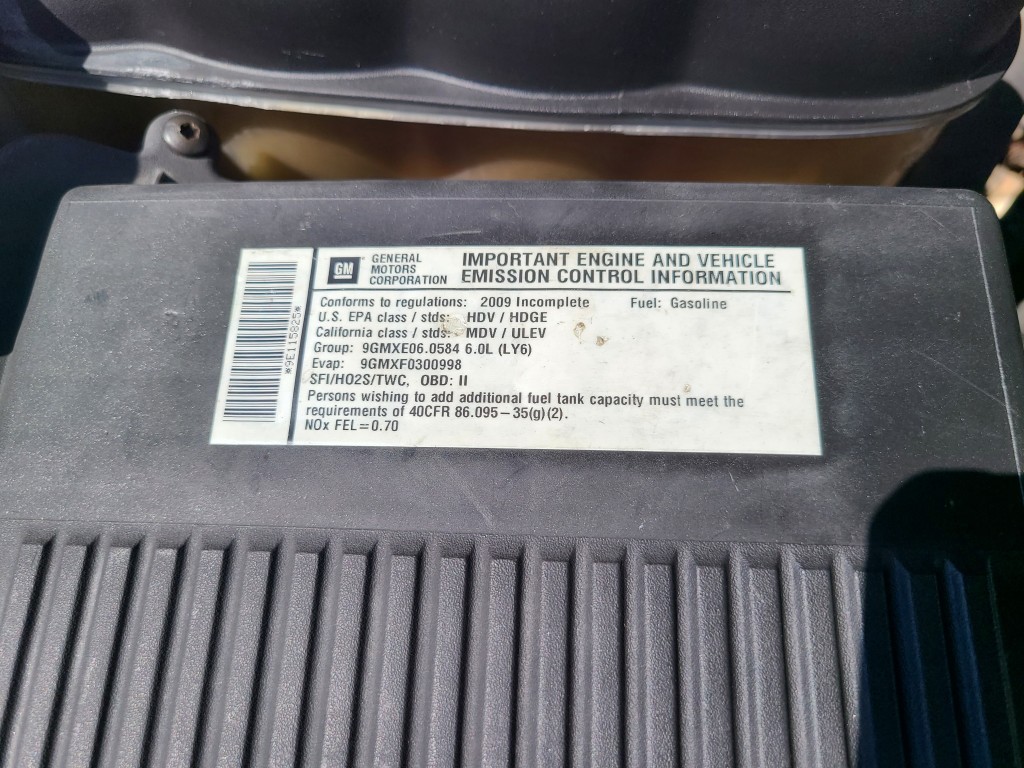 GM
GENERAL
MOTORS
CORPORATION
IMPORTANT ENGINE AND VEHICLE
EMISSION CONTROL INFORMATION
*9E115825*
Conforms to regulations: 2009 Incomplete Fuel: Gasoline
U.S. EPA class / stds: HDV / HDGE
California class / stds: MDV / ULEV
Group: 9GMXE06.0584 6.0L (LY6)
Evap: 9GMXF0300998
SFI/HO2S/TWC, OBD: II
Persons wishing to add additional fuel tank capacity must meet the
requirements of 40CFR 86.095–35(g)(2).
NOx FEL=0.70